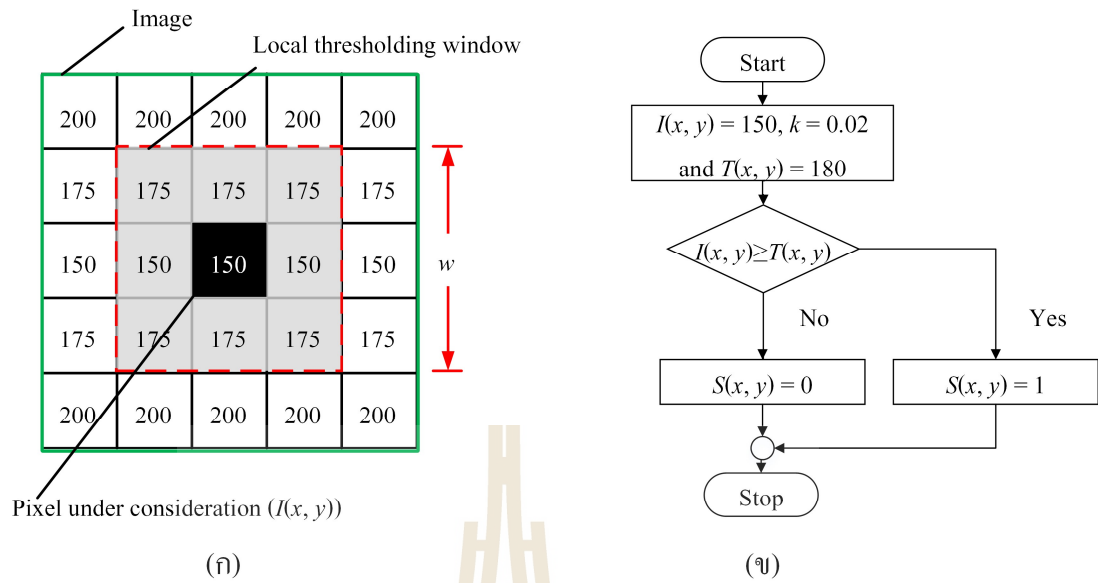 Image
Local thresholding window
200 200 200 200 200
175 175 175 175 175
150 150 150 150 150
175 175 175 175 175
200 200 200 200 200
w
Pixel under consideration (I(x, y))
(ก)
Start
I(x, y) = 150, k = 0.02
and T(x, y) = 180
I(x, y)≥T(x, y)
No
Yes
S(x, y) = 0
S(x, y) = 1
Stop
(ข)